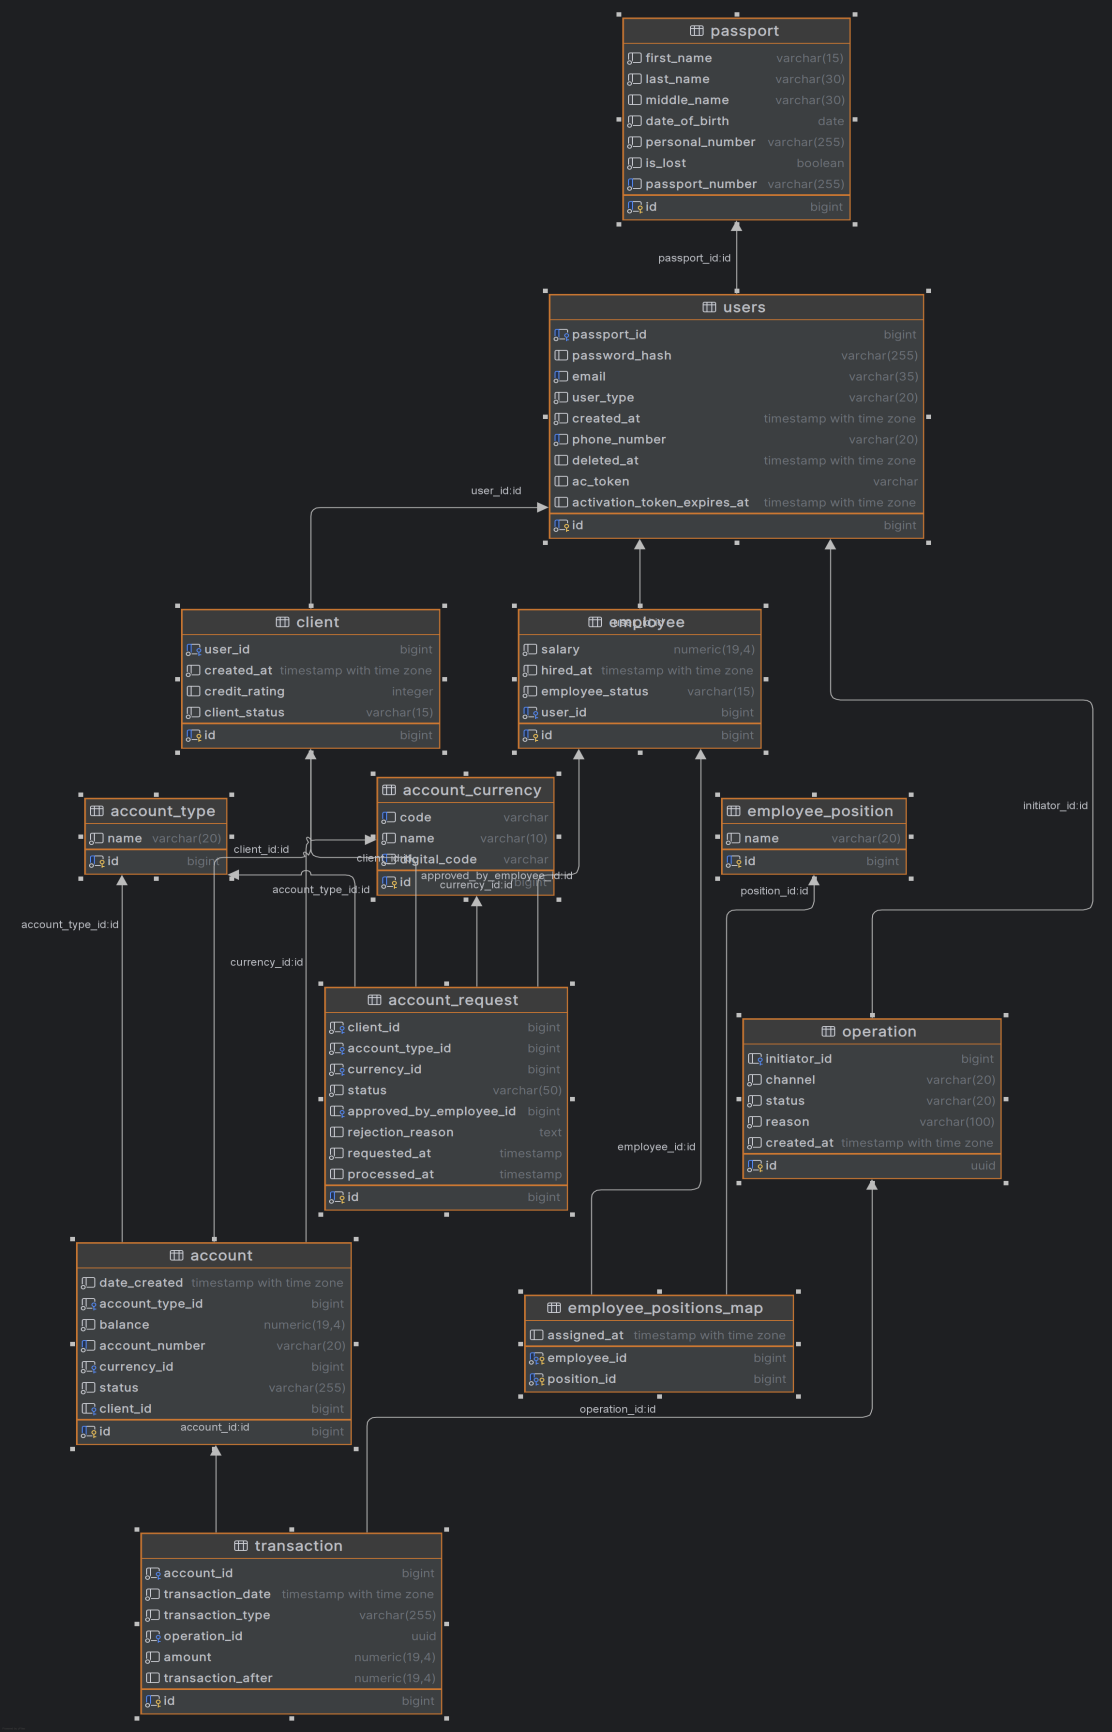 passport
first_name varchar(15)
last_name varchar(30)
middle_name varchar(30)
date_of_birth date
personal_number varchar(255)
is_lost boolean
passport_number varchar(255)
id bigint
passport_id:id
users
passport_id bigint
password_hash varchar(255)
email varchar(35)
user_type varchar(20)
created_at timestamp with time zone
phone_number varchar(20)
deleted_at timestamp with time zone
ac_token varchar
activation_token_expires_at timestamp with time zone
id bigint
user_id:id
client
user_id bigint
created_at timestamp with time zone
credit_rating integer
client_status varchar(15)
id bigint
employee
salary numeric(19,4)
hired_at timestamp with time zone
employee_status varchar(15)
user_id bigint
id bigint
account_type
name varchar(20)
id bigint
account_currency
code varchar
name varchar(10)
digital_code varchar
id bigint
employee_position
name varchar(20)
id bigint
initiator_id:id
client_id:id
approved_by_employee_id:id
currency_id:id
account_type_id:id
position_id:id
account_type_id:id
currency_id:id
account_request
client_id bigint
account_type_id bigint
currency_id bigint
status varchar(50)
approved_by_employee_id bigint
rejection_reason text
requested_at timestamp
processed_at timestamp
id bigint
operation
initiator_id bigint
channel varchar(20)
status varchar(20)
reason varchar(100)
created_at timestamp with time zone
id uuid
employee_id:id
account
date_created timestamp with time zone
account_type_id bigint
balance numeric(19,4)
account_number varchar(20)
currency_id bigint
status varchar(255)
client_id bigint
id bigint
account_id:id
employee_positions_map
assigned_at timestamp with time zone
employee_id bigint
position_id bigint
operation_id:id
transaction
account_id bigint
transaction_date timestamp with time zone
transaction_type varchar(255)
operation_id uuid
amount numeric(19,4)
transaction_after numeric(19,4)
id bigint